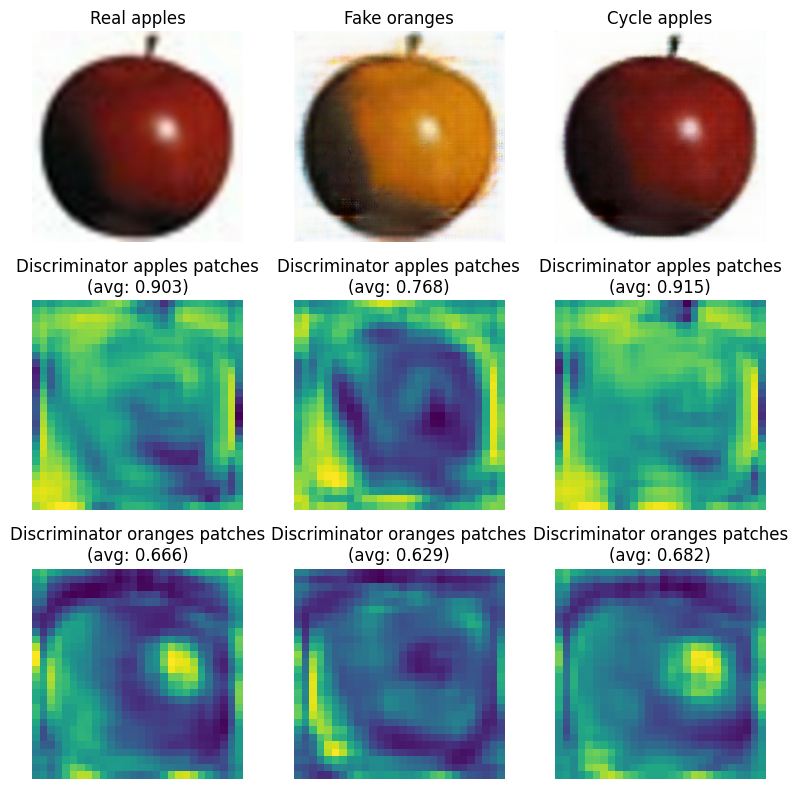 Real apples
Fake oranges
Cycle apples
Discriminator apples patches
(avg: 0.903)
Discriminator apples patches
(avg: 0.768)
Discriminator apples patches
(avg: 0.915)
Discriminator oranges patches
(avg: 0.666)
Discriminator oranges patches
(avg: 0.629)
Discriminator oranges patches
(avg: 0.682)